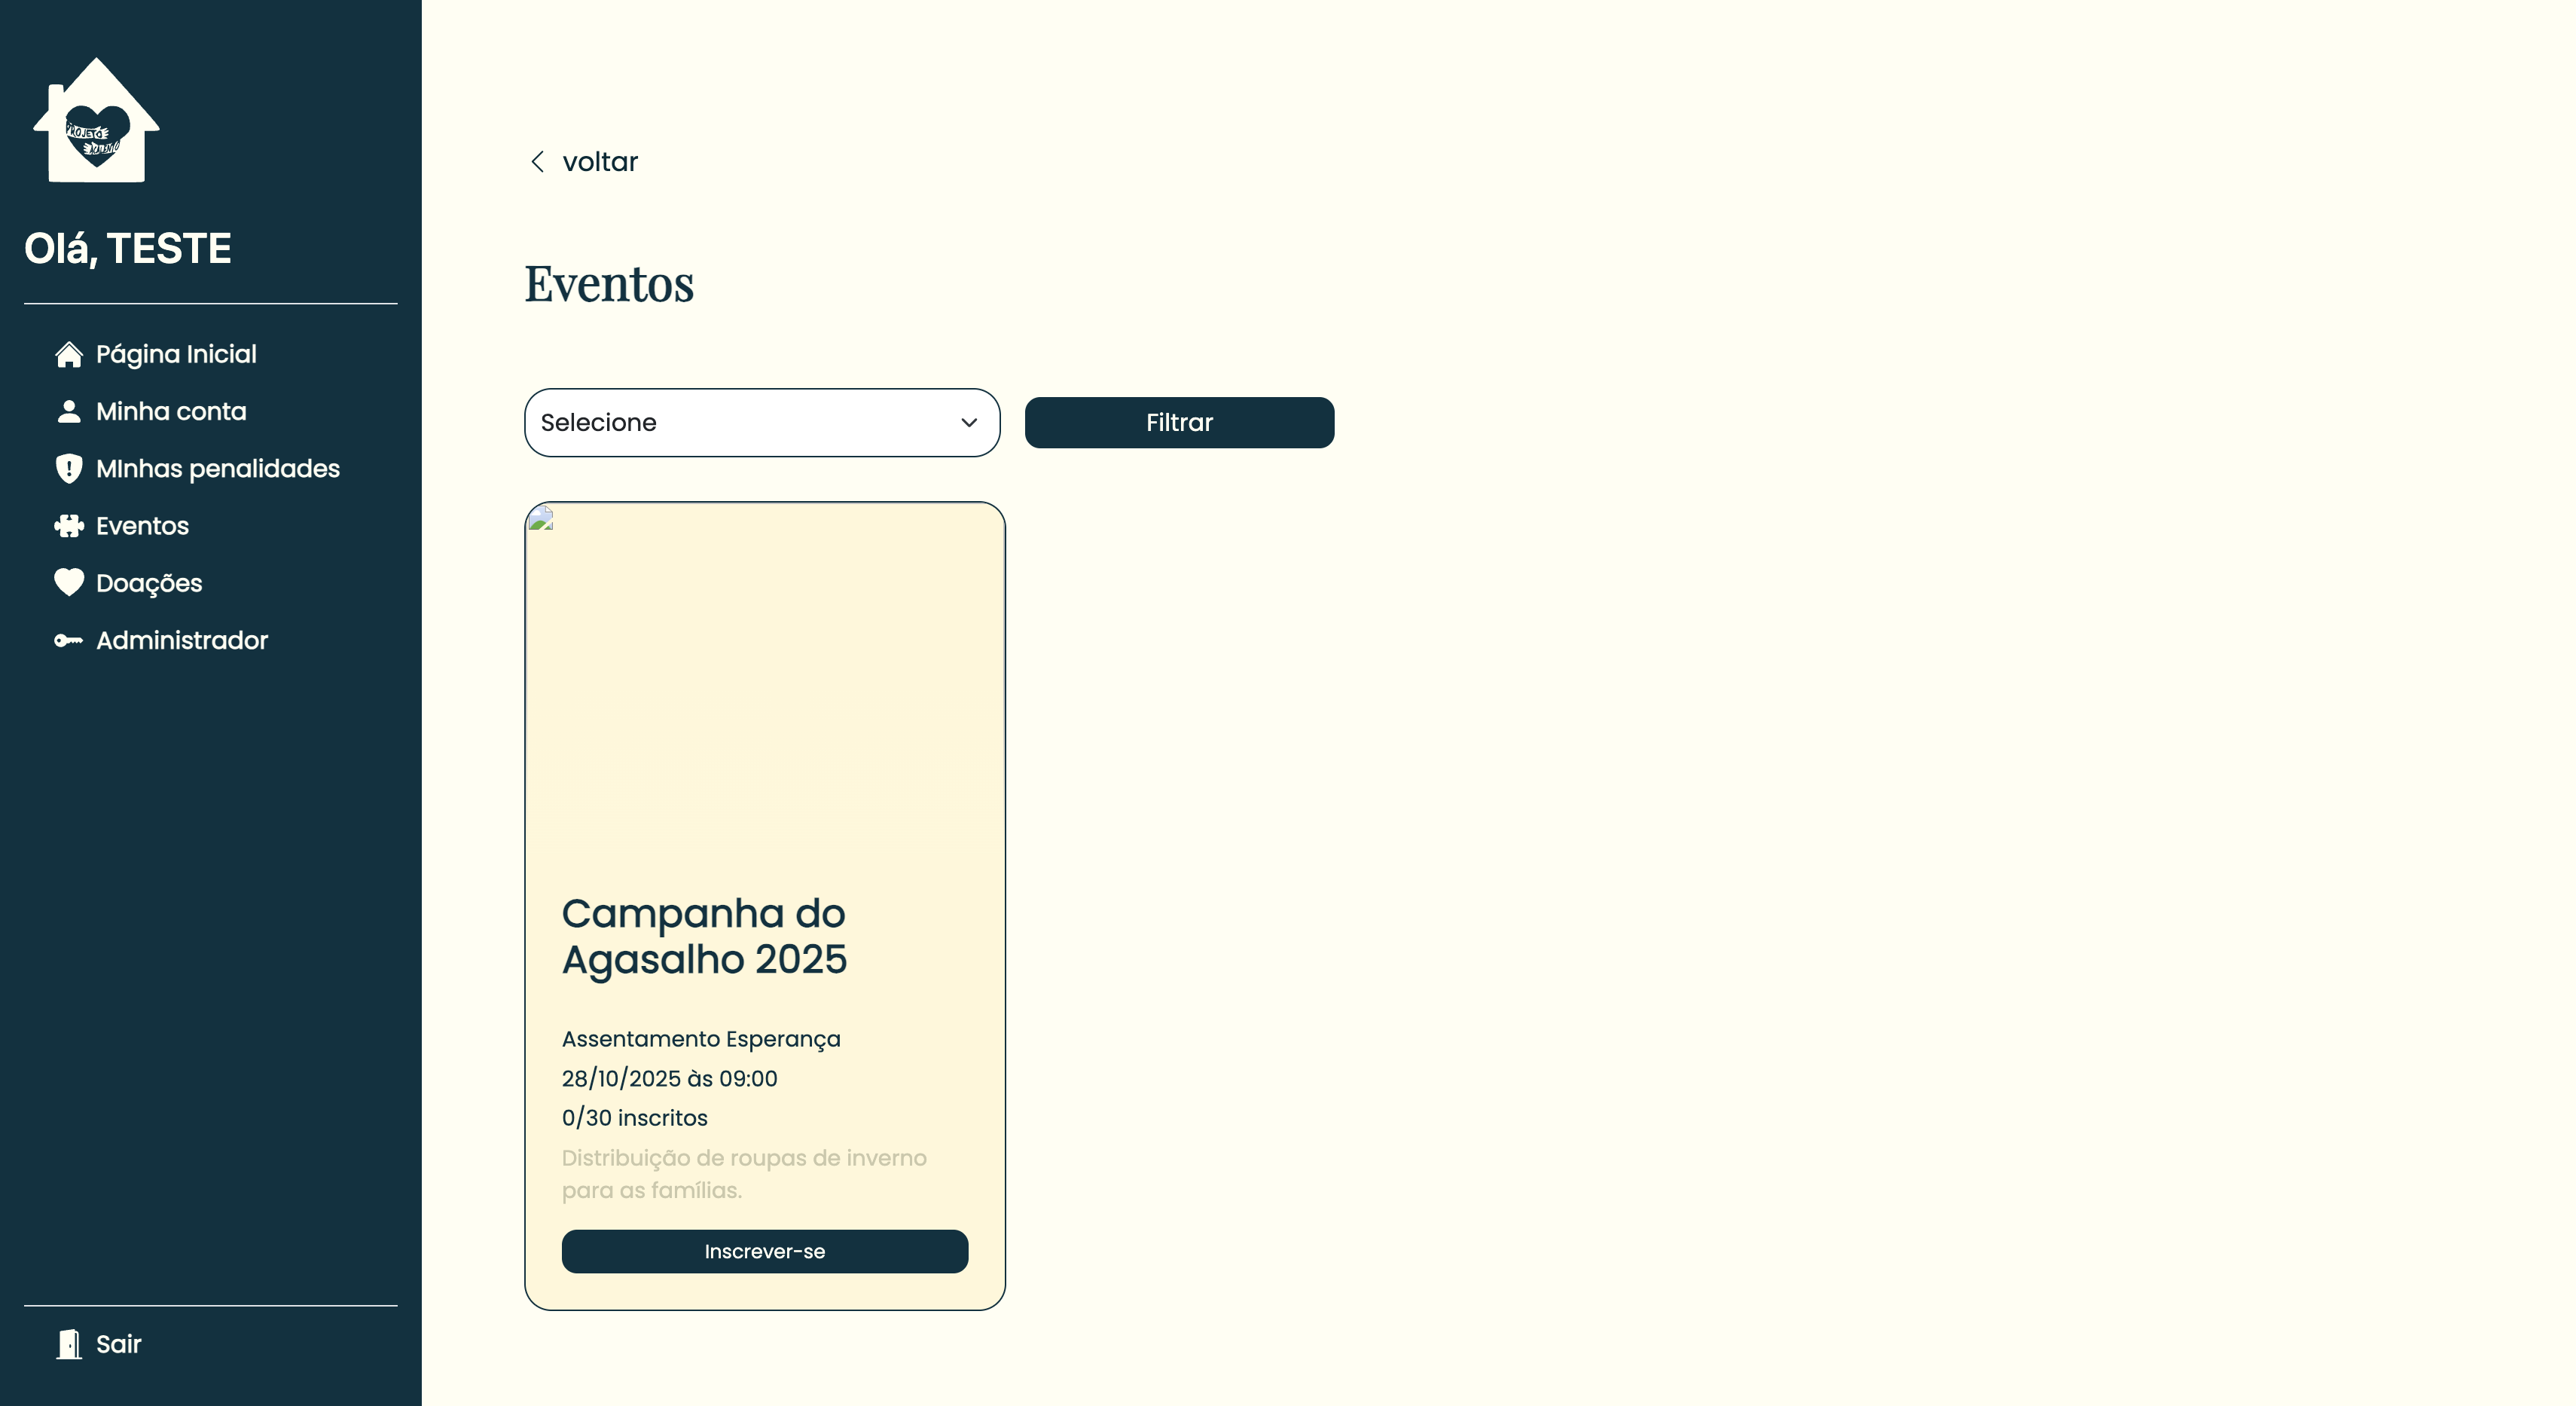 PROJETO
ACALENTO
Olá, TESTE
Página Inicial
Minha conta
MInhas penalidades
Eventos
Doações
Administrador
Sair
voltar
Eventos
Selecione
Filtrar
Campanha do
Agasalho 2025
Assentamento Esperança
28/10/2025 às 09:00
0/30 inscritos
Distribuição de roupas de inverno
para as famílias.
Inscrever-se